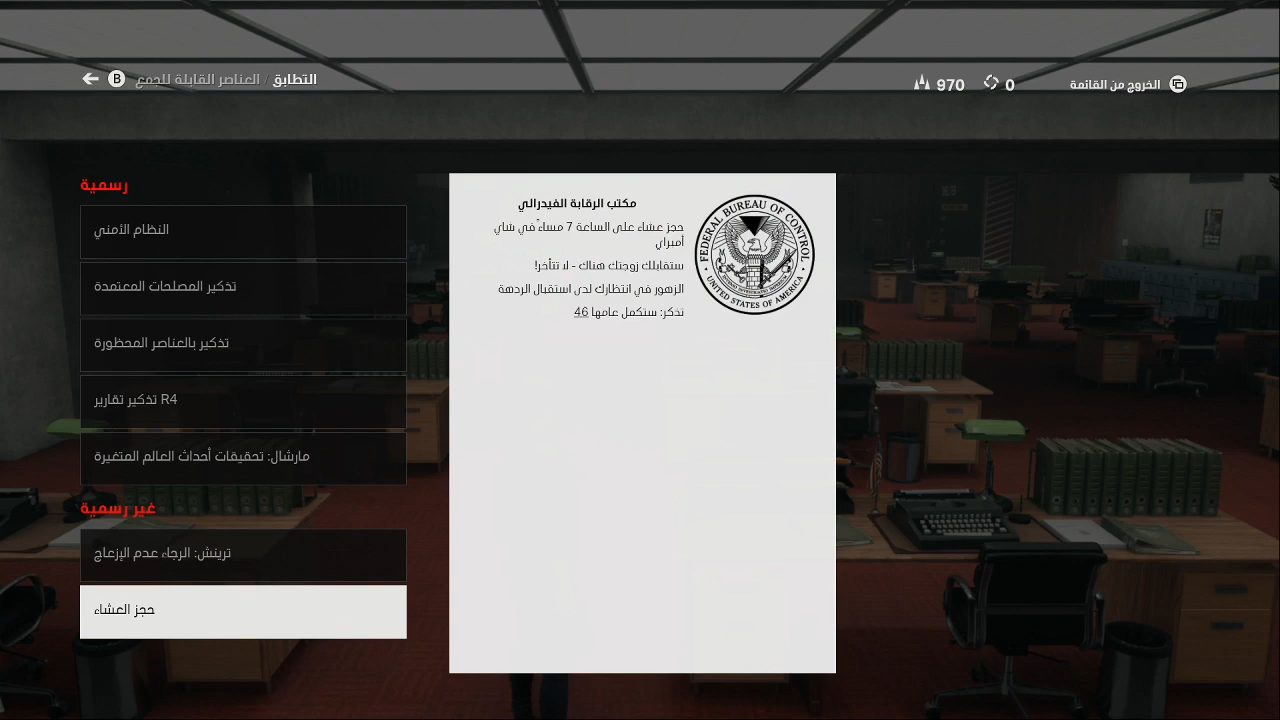 التطابق / العناصر القابلة للجمع B
970
0
الخروج من القائمة
رسمية
النظام الأمني
تذكير المصلحات المعتمدة
تذكير بالعناصر المحظورة
R4 تذكير تقارير
مارشال: تحقيقات أحداث العالم المتغيرة
غير رسمية
ترينش: الرجاء عدم الإزعاج
حجز العشاء
مكتب الرقابة الفيدرالي
حجز عشاء على الساعة 7 مساءً في شاي
أمبراي
ستقابلك زوجتك هناك - لا تتأخر!
الزهور في انتظارك لدى استقبال الردهة
تذكر: ستكمل عامها 46
FEDERAL BUREAU OF CONTROL
UNITED STATES OF AMERICA